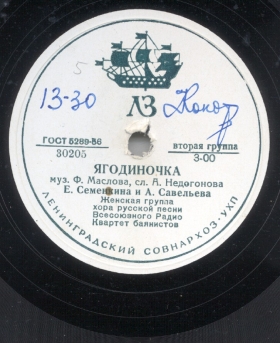 5
13-30
ЛЗ
ГОСТ 5289-56
вторая группа
30205
3-00
ЯГОДИНОЧКА
муз. Ф. Маслова, сл. А. Недогонова
Е. Семенкина и А. Савельева
Женская группа
хора русской песни
Всесоюзного Радио
Квартет баянистов
ЛЕНИНГРАДСКИЙ СОВНАРХОЗ-УХП